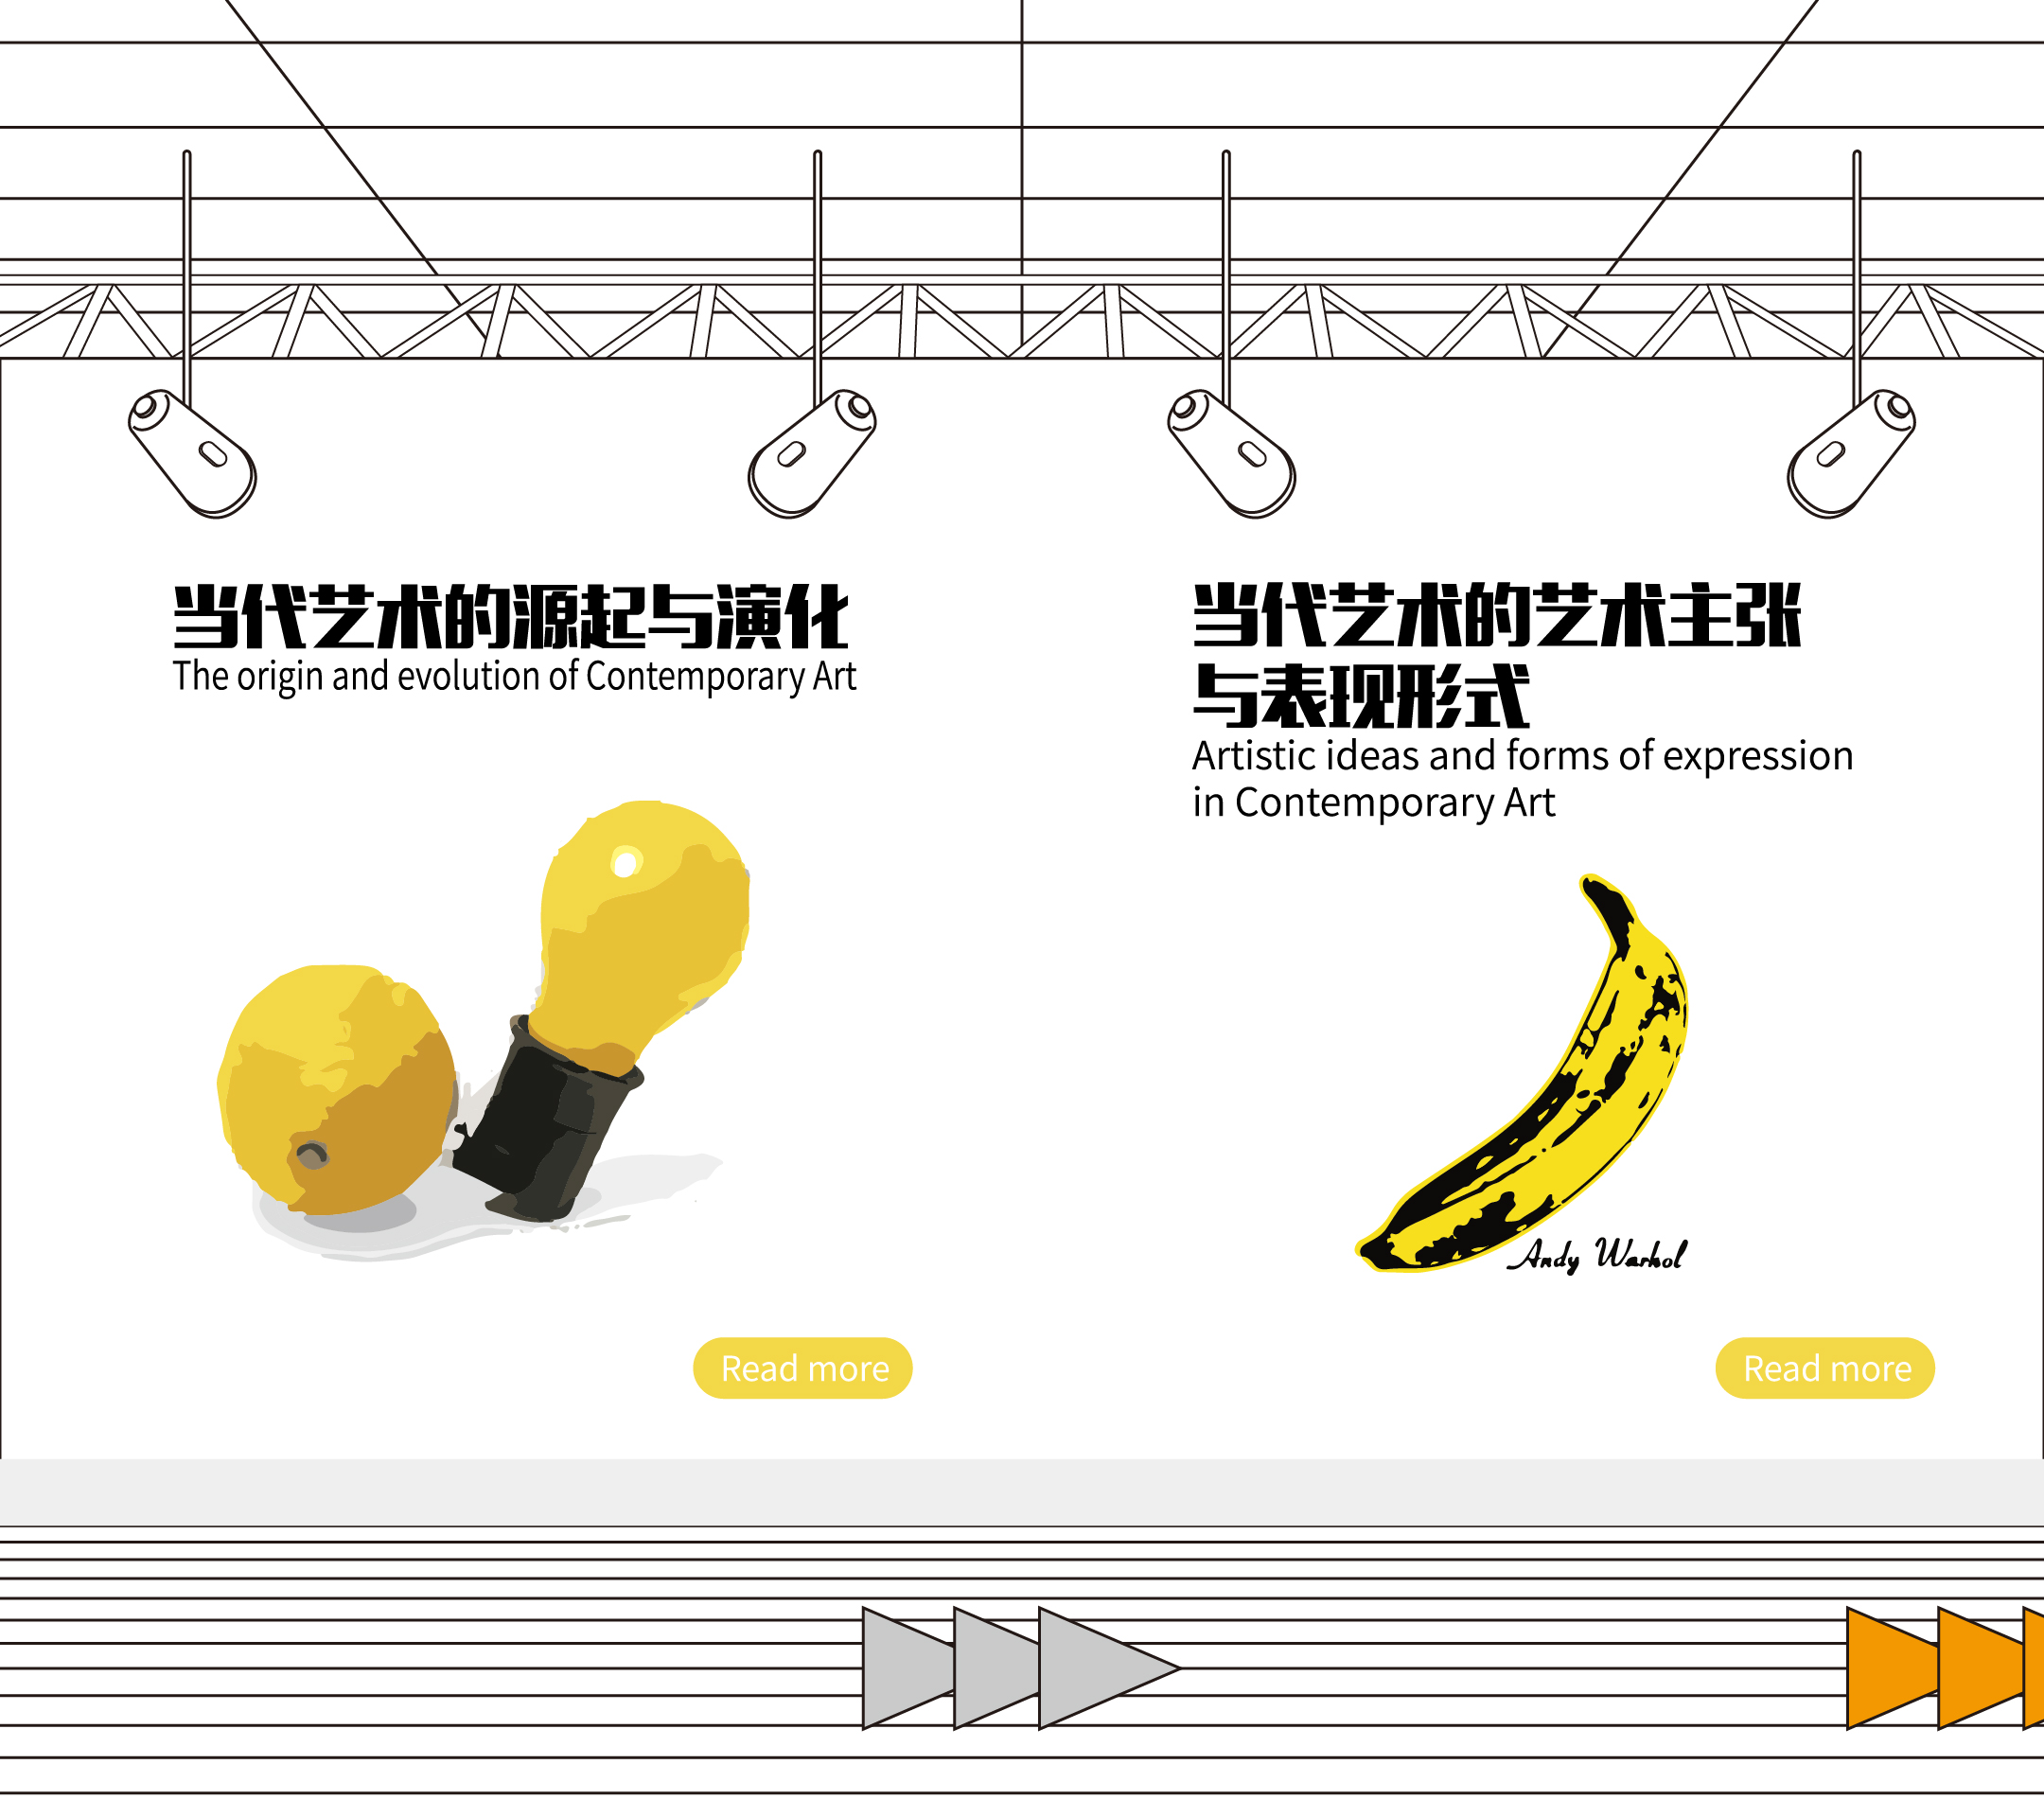 当代艺术的源起与演化
The origin and evolution of Contemporary Art
当代艺术的艺术主张
与表现形式
Artistic ideas and forms of expression
in Contemporary Art
Andy Warhol
Read more
Read more